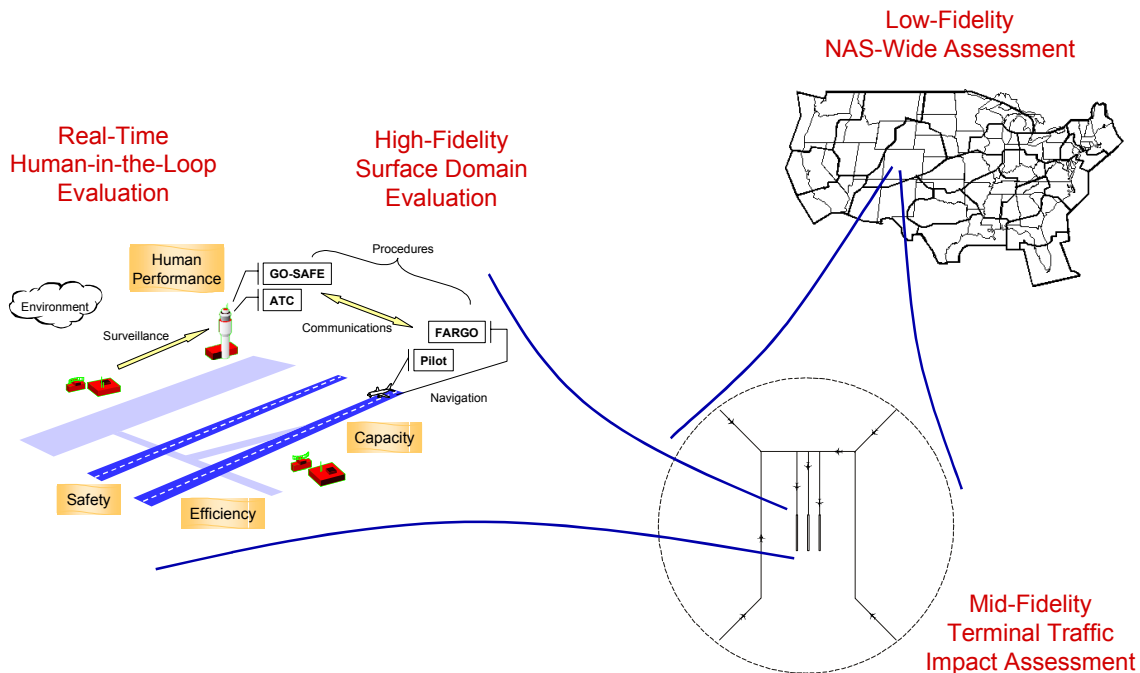 Low-Fidelity
NAS-Wide Assessment
Real-Time
Human-in-the-Loop
Evaluation
High-Fidelity
Surface Domain
Evaluation
Procedures
Human
Performance
GO-SAFE
ATC
Environment
Surveillance
Communications
FARGO
Pilot
Navigation
Capacity
Safety
Efficiency
Mid-Fidelity
Terminal Traffic
Impact Assessment